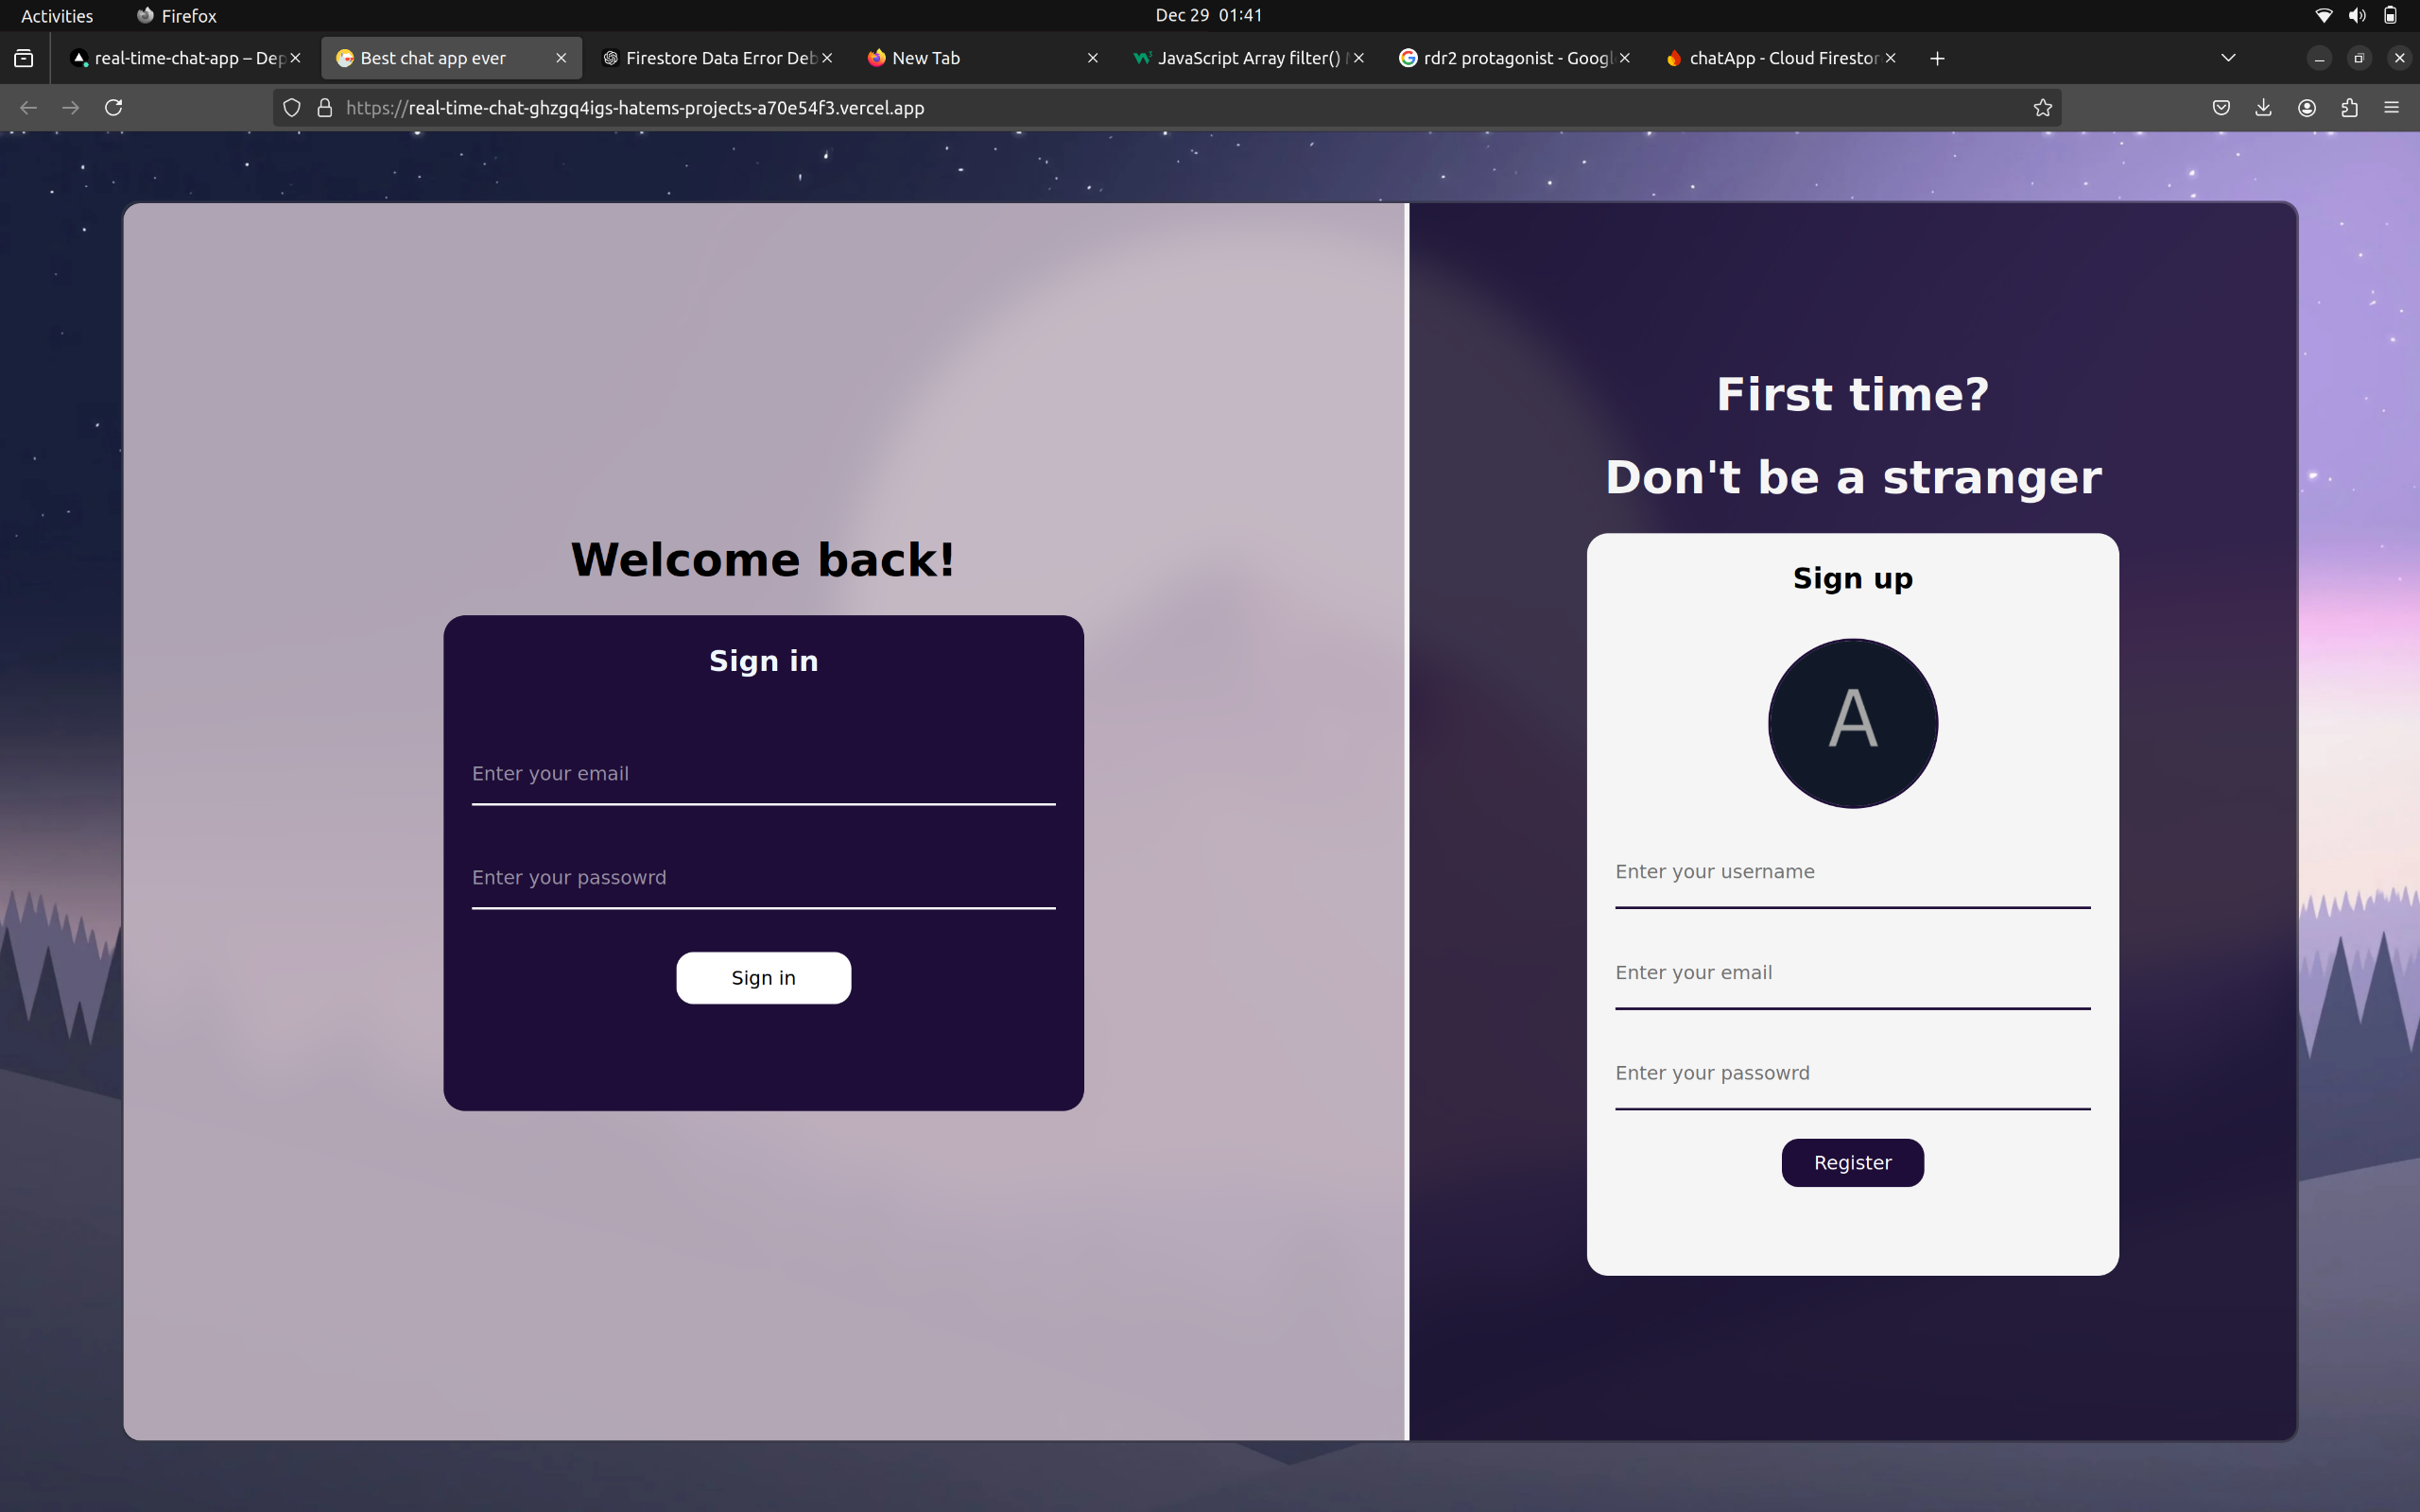 Activities
Firefox
Dec 29 01:41
real-time-chat-app – Dep
Best chat app ever
Firestore Data Error Deb
New Tab
JavaScript Array filter()
rdr2 protagonist - Googl
chatApp - Cloud Firestor
https://real-time-chat-ghzgq4igs-hatems-projects-a70e54f3.vercel.app
Welcome back!
Sign in
Enter your email
Enter your passowrd
Sign in
First time?
Don't be a stranger
Sign up
A
Enter your username
Enter your email
Enter your passowrd
Register